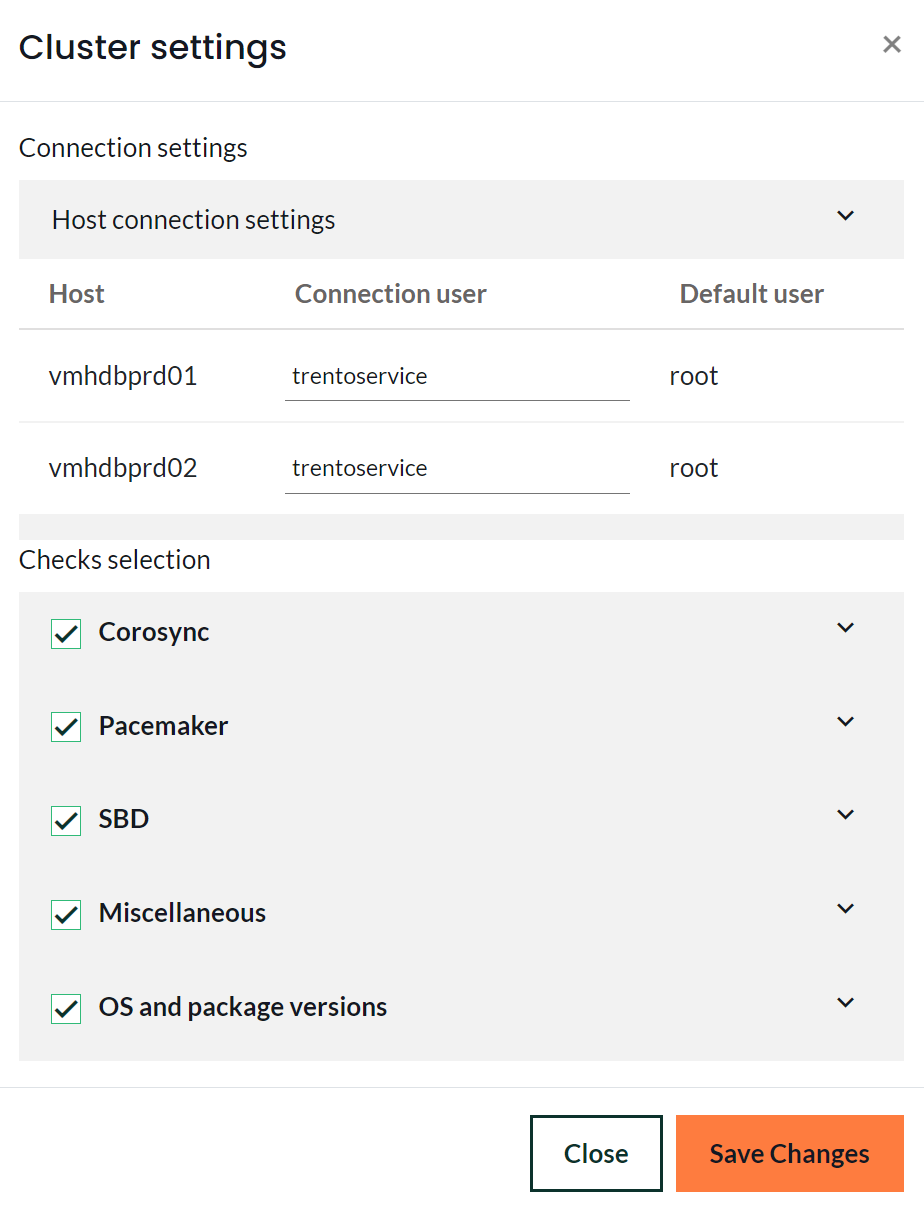 Cluster settings
Connection settings
Host connection settings
Host Connection user Default user
vmhdbprd01 trentoservice root
vmhdbprd02 trentoservice root
Checks selection
Corosync
Pacemaker
SBD
Miscellaneous
OS and package versions
Close Save Changes